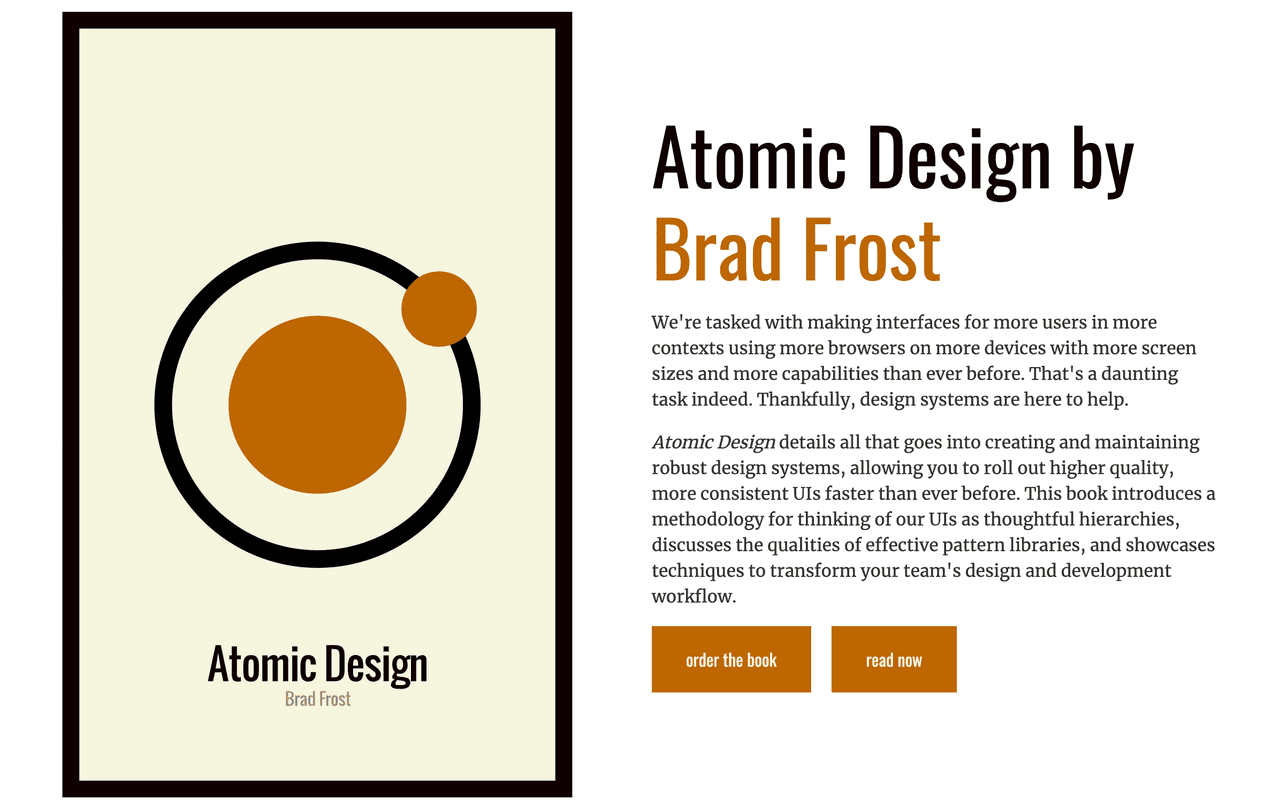 Atomic Design
Brad Frost
Atomic Design by
Brad Frost
We're tasked with making interfaces for more users in more
contexts using more browsers on more devices with more screen
sizes and more capabilities than ever before. That's a daunting
task indeed. Thankfully, design systems are here to help.
Atomic Design details all that goes into creating and maintaining
robust design systems, allowing you to roll out higher quality,
more consistent UIs faster than ever before. This book introduces a
methodology for thinking of our UIs as thoughtful hierarchies,
discusses the qualities of effective pattern libraries, and showcases
techniques to transform your team's design and development
workflow.
order the book
read now